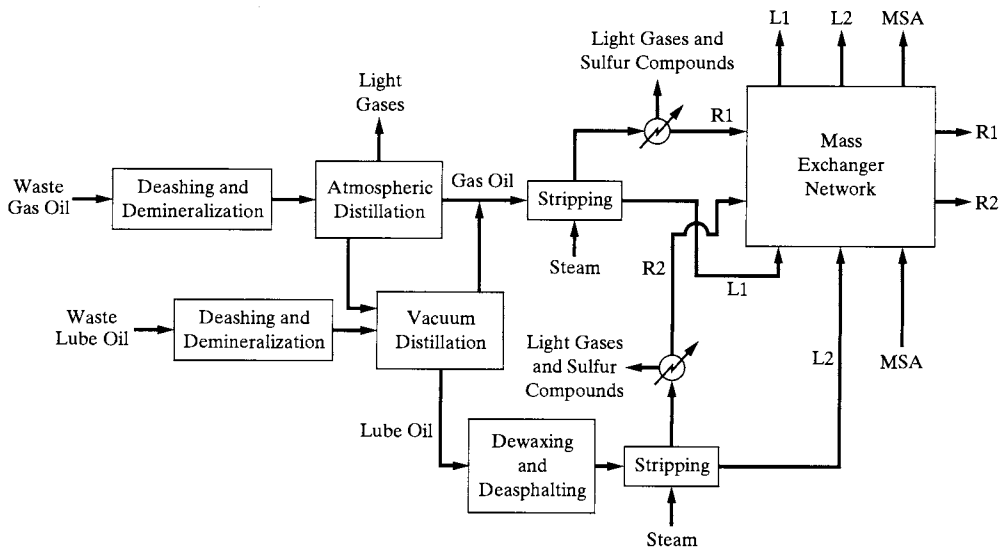 L1
L2
MSA
Light Gases and
Sulfur Compounds
Light
Gases
R1
Mass
Exchanger
Network
R1
R2
Waste
Gas Oil
Deashing and
Demineralization
Atmospheric
Distillation
Gas Oil
Stripping
Steam
R2
L1
Waste
Lube Oil
Deashing and
Demineralization
Vacuum
Distillation
Light Gases
and Sulfur
Compounds
L2
MSA
Lube Oil
Dewaxing
and
Deasphalting
Stripping
Steam